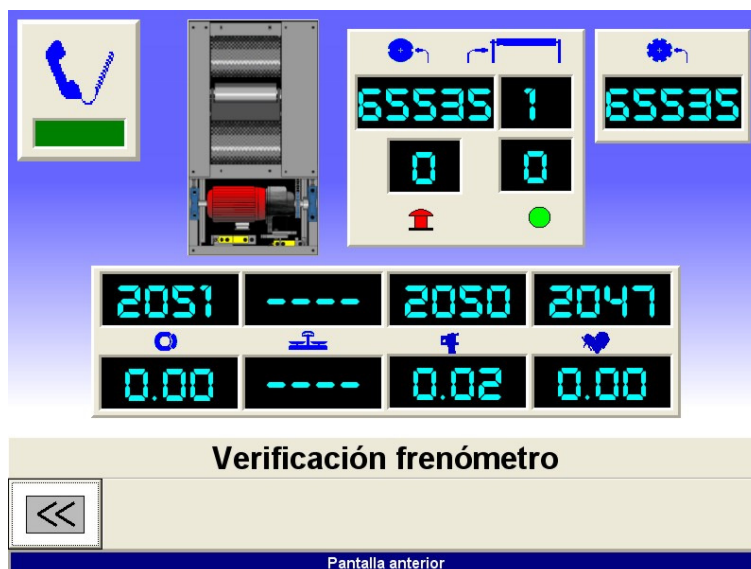 65535 1 65535
0 0
2051 ---- 2050 2047
0.00 ---- 0.02 0.00
Verificación frenómetro
<<
Pantalla anterior